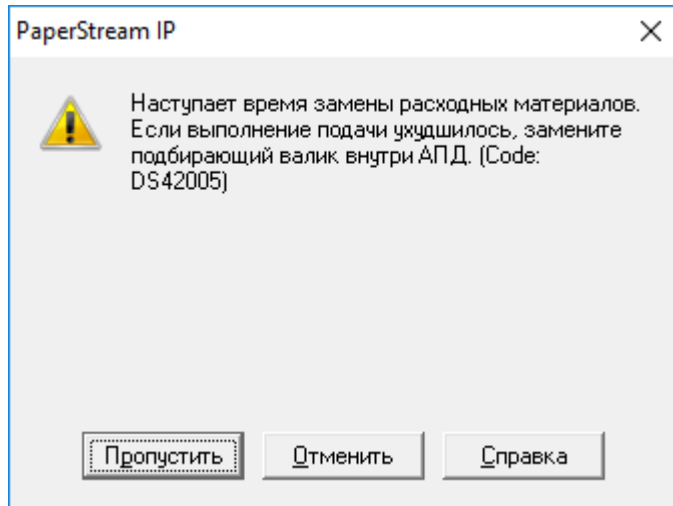 PaperStream IP
Наступает время замены расходных материалов.
Если выполнение подачи ухудшилось, замените
подбирающий валик внутри АПД. (Code:
DS42005)
Пропустить
Отменить
Справка